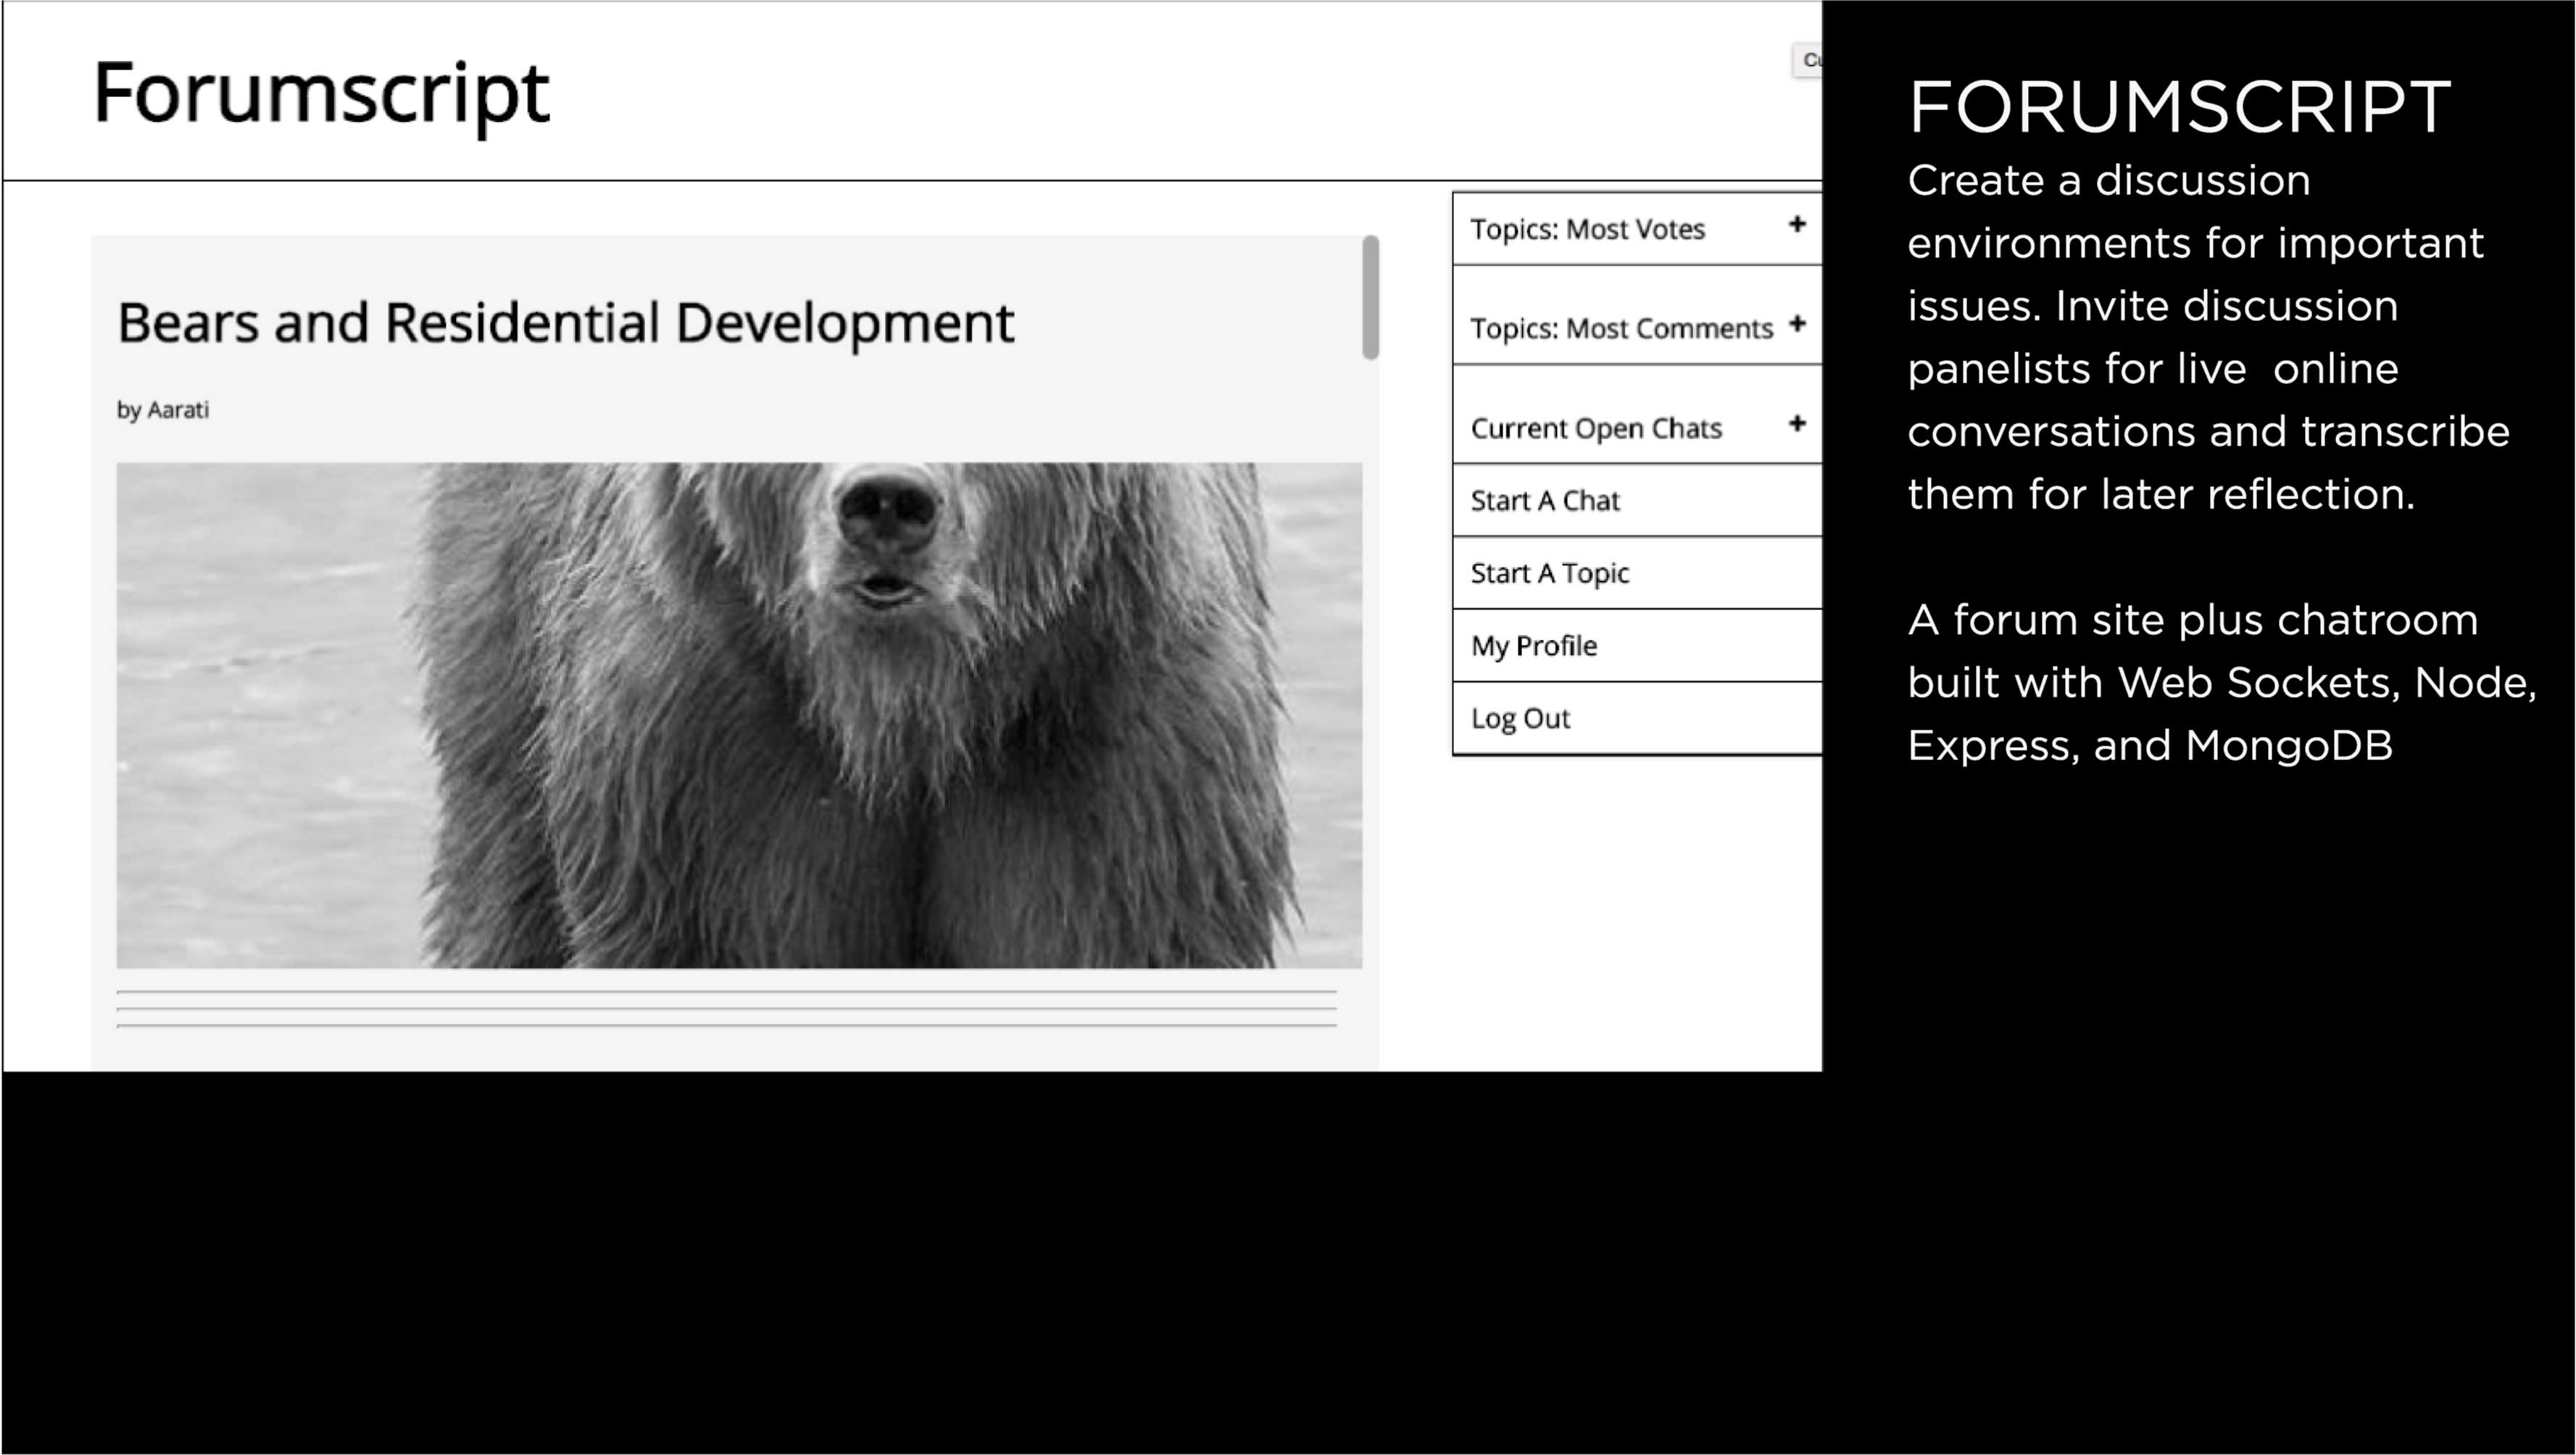 Forumscript
Cu
Bears and Residential Development
by Aarati
Topics: Most Votes +
Topics: Most Comments +
Current Open Chats +
Start A Chat
Start A Topic
My Profile
Log Out
FORUMSCRIPT
Create a discussion
environments for important
issues. Invite discussion
panelists for live  online
conversations and transcribe
them for later reflection.
A forum site plus chatroom
built with Web Sockets, Node,
Express, and MongoDB